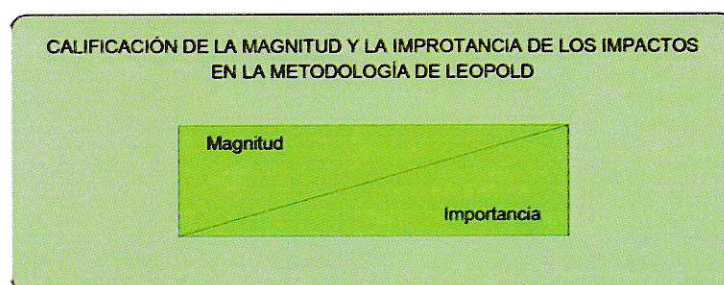 CALIFICACIÓN DE LA MAGNITUD Y LA IMPROTANCIA DE LOS IMPACTOS
EN LA METODOLOGÍA DE LEOPOLD
Magnitud
Importancia